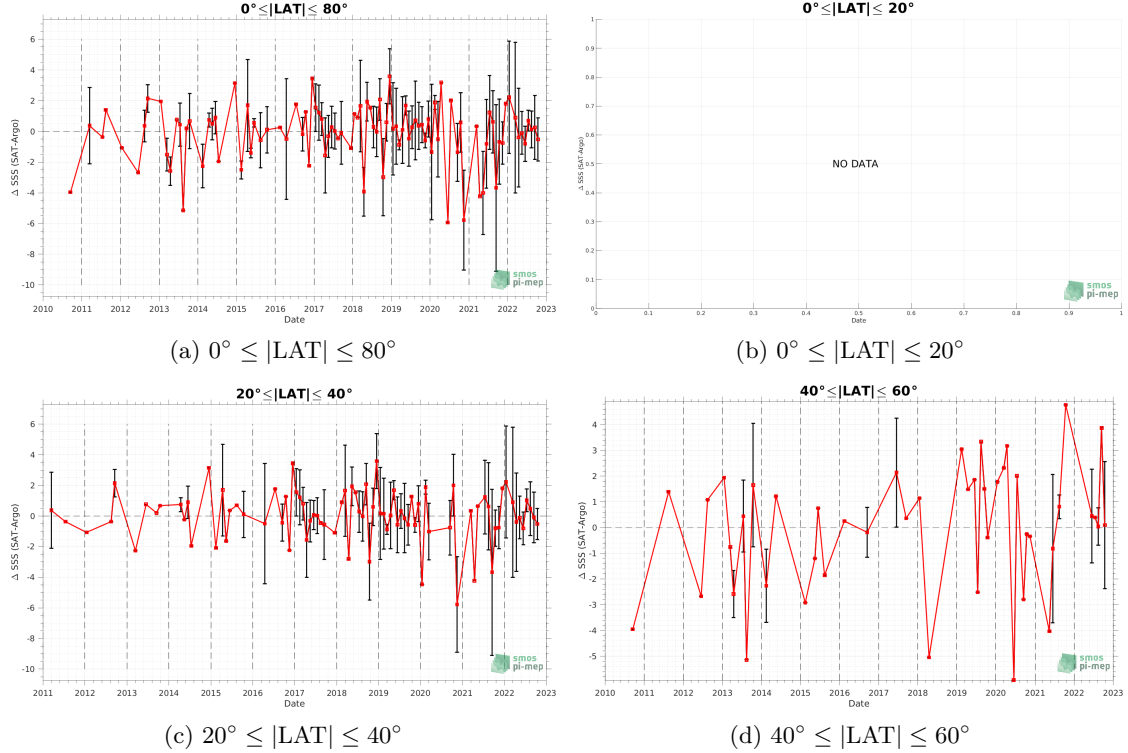 0°≤|LAT|≤ 80°
6
4
2
0
-2
-4
-6
-8
-10
Δ SSS (SAT-Argo)
2010 2011 2012 2013 2014 2015 2016 2017 2018 2019 2020 2021 2022 2023
Date
smos
pi-mep
(a) 0° ≤ |LAT| ≤ 80°
0°≤|LAT|≤ 20°
1
0.9
0.8
0.7
0.6
0.5
0.4
0.3
0.2
0.1
0
Δ SSS (SAT-Argo)
NO DATA
0 0.1 0.2 0.3 0.4 0.5 0.6 0.7 0.8 0.9 1
Date
smos
pi-mep
(b) 0° ≤ |LAT| ≤ 20°
20°≤|LAT|≤ 40°
6
4
2
0
-2
-4
-6
-8
-10
Δ SSS (SAT-Argo)
2011 2012 2013 2014 2015 2016 2017 2018 2019 2020 2021 2022 2023
Date
smos
pi-mep
(c) 20° ≤ |LAT| ≤ 40°
40°≤|LAT|≤ 60°
4
3
2
1
0
-1
-2
-3
-4
-5
Δ SSS (SAT-Argo)
2010 2011 2012 2013 2014 2015 2016 2017 2018 2019 2020 2021 2022 2023
Date
smos
pi-mep
(d) 40° ≤ |LAT| ≤ 60°